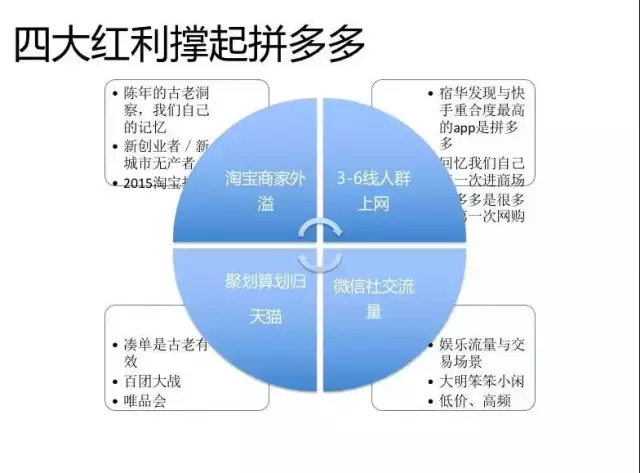 四大红利撑起拼多多
• 陈年的古老洞
察，我们自己
的记忆
• 新创业者/新
城市无产者
• 2015淘宝
• 宿华发现与快
手重合度最高
的app是拼多
多
回忆我们自己
第一次进商场
多多是很多
第一次网购
淘宝商家外
溢
3-6线人群
上网
聚划算划归
天猫
微信社交流
量
• 凑单是古老有
效
• 百团大战
• 唯品会
• 娱乐流量与交
易场景
• 大明笨笨小闲
• 低价、高频